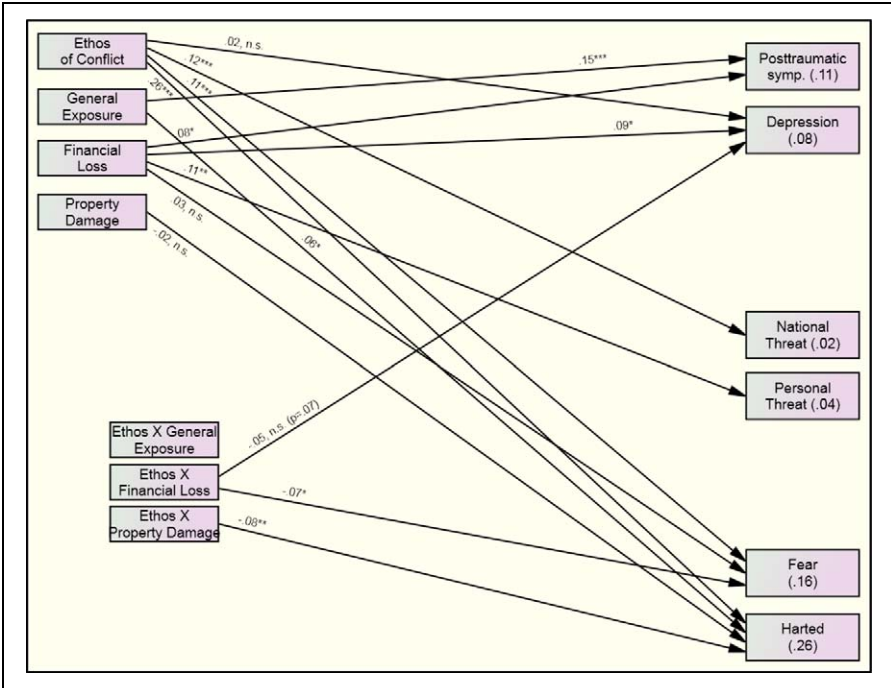 Ethos
of Conflict
General
Exposure
Financial
Loss
Property
Damage
.02, n.s.
.12***
.11***
.26***
.15***
.08*
.09*
.11**
.03, n.s.
-.02, n.s.
.06*
Posttraumatic
symp. (.11)
Depression
(.08)
National
Threat (.02)
Personal
Threat (.04)
Ethos X General
Exposure
Ethos X
Financial Loss
Ethos X
Property Damage
-.05, n.s. (p=.07)
-.07*
-.08**
Fear
(.16)
Harted
(.26)